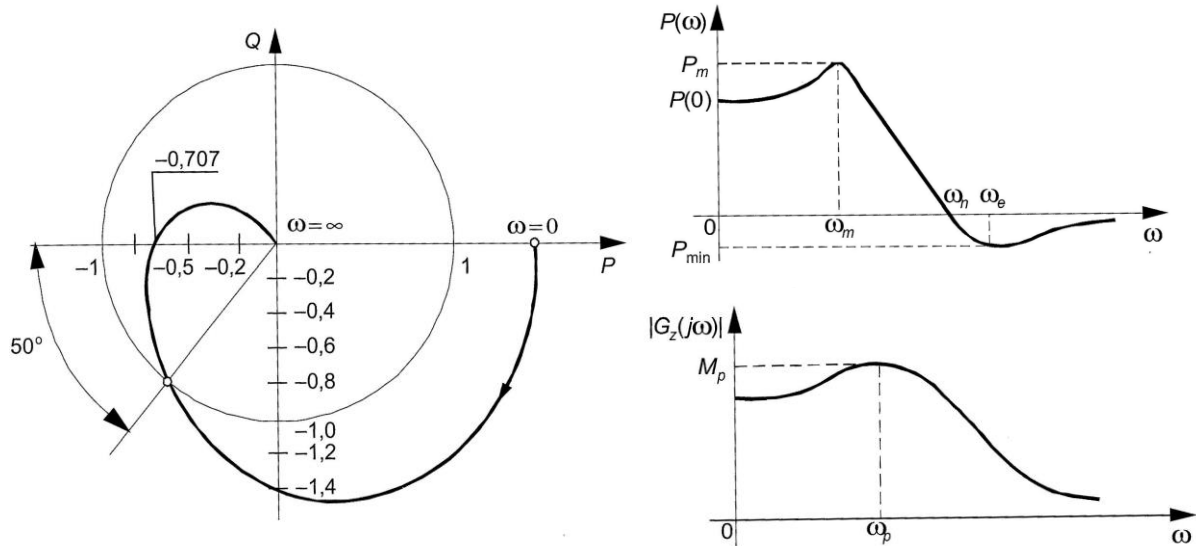 Q
−0,707
ω=∞
ω=0
−1
−0,5
−0,2
1
P
−0,2
−0,4
−0,6
−0,8
−1,0
−1,2
−1,4
50°
P(ω)
P_m
P(0)
ω_n
ω_e
0
ω_m
ω
P_min
|G_z(jω)|
M_p
0
ω_p
ω